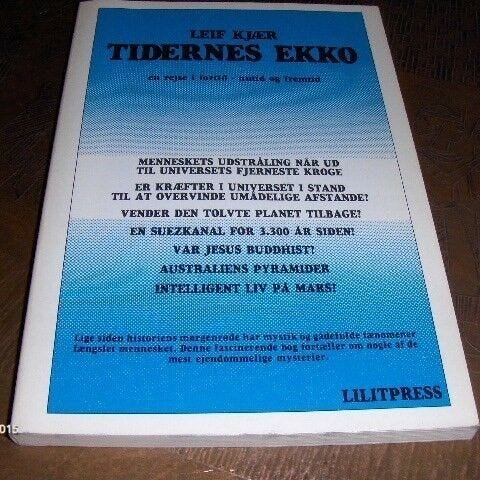 LEIF KJÆR
TIDERNES EKKO
en rejse i fortid - nutid og fremtid
MENNESKETS UDSTRÅLING NÅR UD
TIL UNIVERSETS FJERNESTE KROGE
ER KRÆFTER I UNIVERSET I STAND
TIL AT OVERVINDE UMÅDELIGE AFSTANDE?
VENDER DEN TOLVTE PLANET TILBAGE?
EN SUEZKANAL FOR 3.300 ÅR SIDEN!
VAR JESUS BUDDHIST?
AUSTRALIENS PYRAMIDER
INTELLIGENT LIV PÅ MARS!
Lige siden historiens morgenrøde har mystik og gådefulde fænomener
fængslet mennesket. Denne fascinerende bog fortæller om nogle af de
mest ejendommelige mysterier.
LILITPRESS
2015